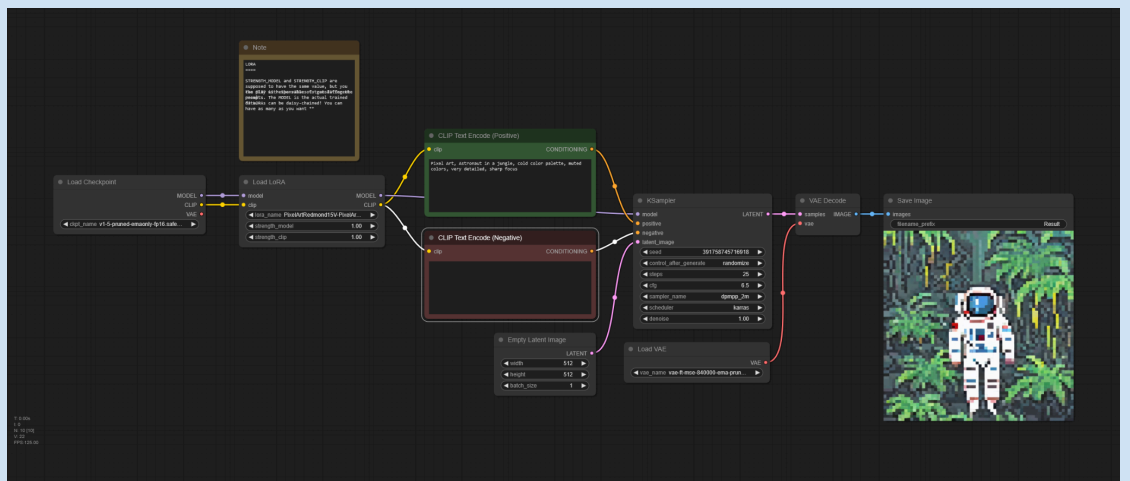 Note
LORA
====
STRENGTH_MODEL and STRENGTH_CLIP are
supposed to have the same value, but you
have as many as you want ^^
CLIP Text Encode (Positive)
clip
CONDITIONING
Pixel art, astronaut in a jungle, cold color palette, muted
colors, very detailed, sharp focus
Load Checkpoint
MODEL
CLIP
VAE
ckpt_name v1-5-pruned-emaonly-fp16.safe...
Load LoRA
model MODEL
clip CLIP
lora_name PixelArtRedmond15V-PixelAr...
strength_model 1.00
strength_clip 1.00
CLIP Text Encode (Negative)
clip
CONDITIONING
Empty Latent Image
LATENT
width 512
height 512
batch_size 1
KSampler
model LATENT
positive
negative
latent_image
seed 391758745716918
control_after_generate randomize
steps 25
cfg 6.5
sampler_name dpmpp_2m
scheduler karras
denoise 1.00
Load VAE
VAE
vae_name vae-ft-mse-840000-ema-prun...
VAE Decode
samples IMAGE
vae
Save Image
images
filename_prefix Result